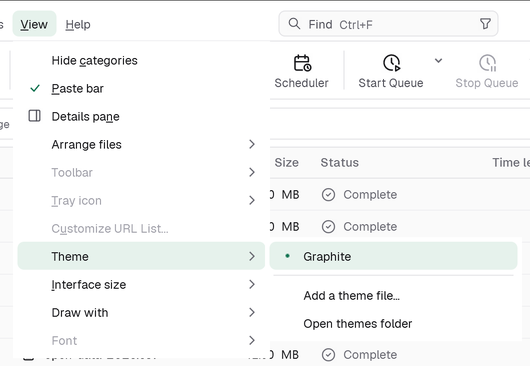 View Help
Find Ctrl+F
Hide categories
Paste bar
Details pane
Arrange files
Toolbar
Tray icon
Customize URL List...
Theme
Interface size
Draw with
Font
Scheduler
Start Queue
Stop Queue
Size Status Time
MB Complete
MB Complete
Graphite
Add a theme file...
Open themes folder
MB Complete